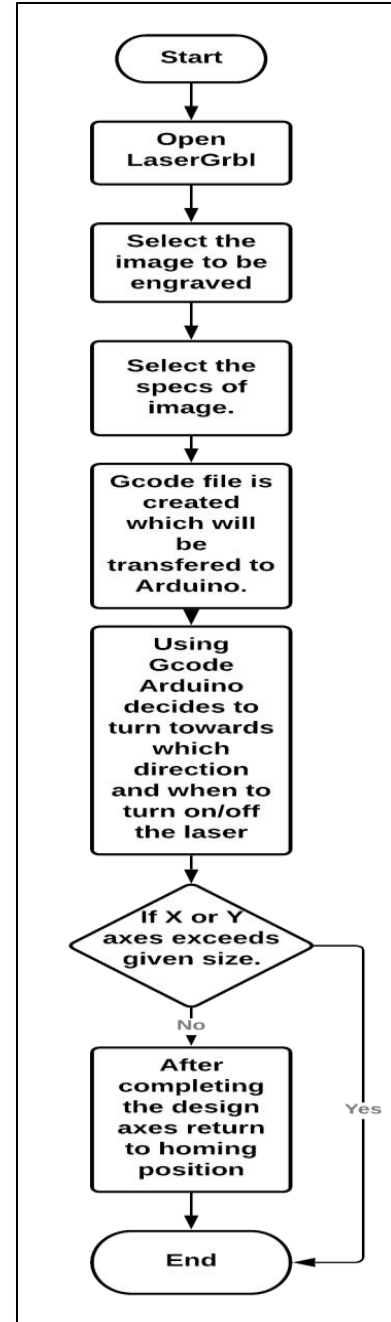 Start
Open
LaserGrbl
Select the
image to be
engraved
Select the
specs of
image.
Gcode file is
created
which will
be
transfered to
Arduino.
Using
Gcode
Arduino
decides to
turn towards
which
direction
and when to
turn on/off
the laser
If X or Y
axes exceeds
given size.
No
After
completing
the design
axes return
to homing
position
Yes
End